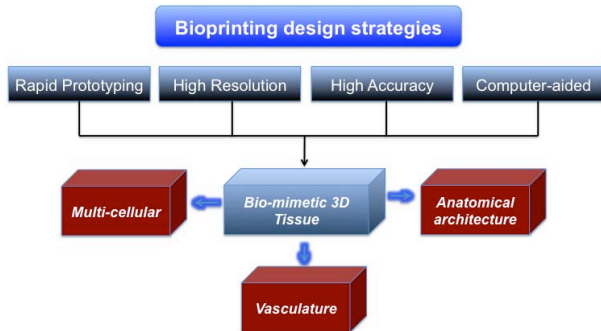 Bioprinting design strategies
Rapid Prototyping
High Resolution
High Accuracy
Computer-aided
Multi-cellular
Bio-mimetic 3D
Tissue
Anatomical
architecture
Vasculature